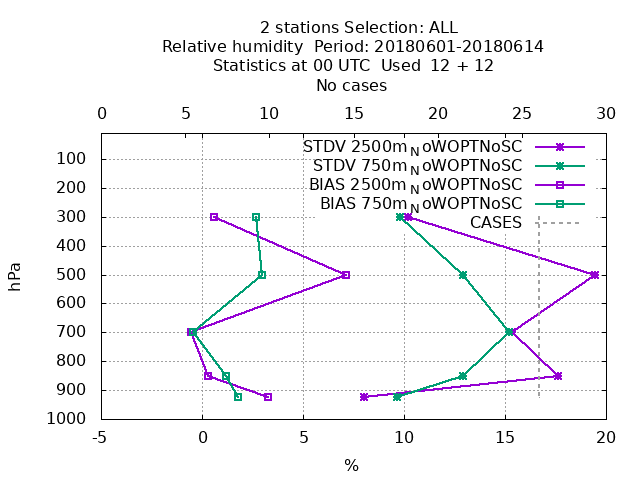 2 stations Selection: ALL
Relative humidity  Period: 20180601-20180614
Statistics at 00 UTC  Used  12 + 12
No cases
0 5 10 15 20 25 30
STDV 2500m_NoWOPTNoSC
STDV 750m_NoWOPTNoSC
BIAS 2500m_NoWOPTNoSC
BIAS 750m_NoWOPTNoSC
CASES
100
200
300
400
500
600
700
800
900
1000
hPa
-5 0 5 10 15 20
%